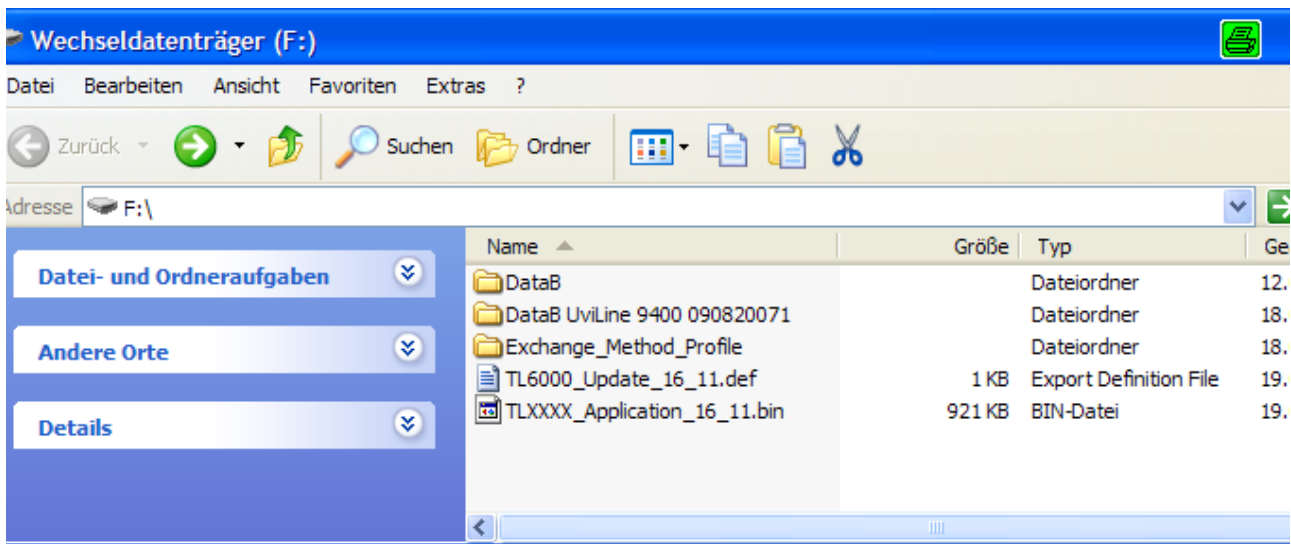 Wechseldatenträger (F:)
Datei Bearbeiten Ansicht Favoriten Extras ?
Zurück Suchen Ordner
Adresse F:\
Name Größe Typ Ge
Datei- und Ordneraufgaben
Andere Orte
Details
DataB Dateiordner 12.
DataB UviLine 9400 090820071 Dateiordner 18.
Exchange_Method_Profile Dateiordner 18.
TL6000_Update_16_11.def 1 KB Export Definition File 19.
TLXXXX_Application_16_11.bin 921 KB BIN-Datei 19.